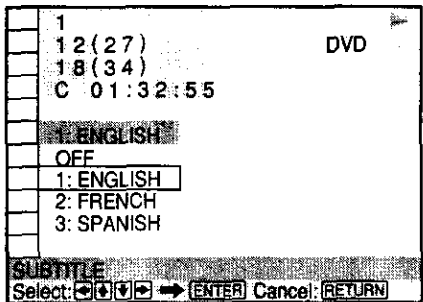 1
12(27) DVD
18(34)
C 01:32:55
1: ENGLISH
OFF
1: ENGLISH
2: FRENCH
3: SPANISH
SUBTITLE
Select: ENTER Cancel: RETURN